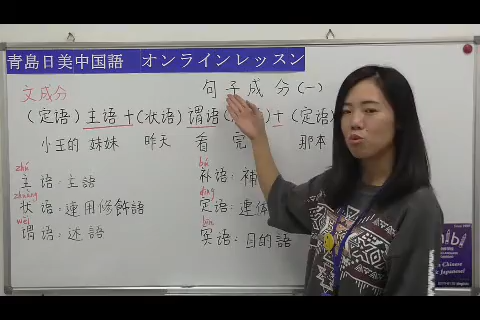 青島日美中国語 オンラインレッスン
文成分 句子成分(一)
(定语)主语+(状语)谓语( )+(定语)
小王的 妹妹 昨天 看 完 那本
zhǔ bǔ
主语:主語 补语:補
zhuàng dìng
状语:連用修飾語 定语:連体
wèi bīn
谓语:述語 宾语:目的語